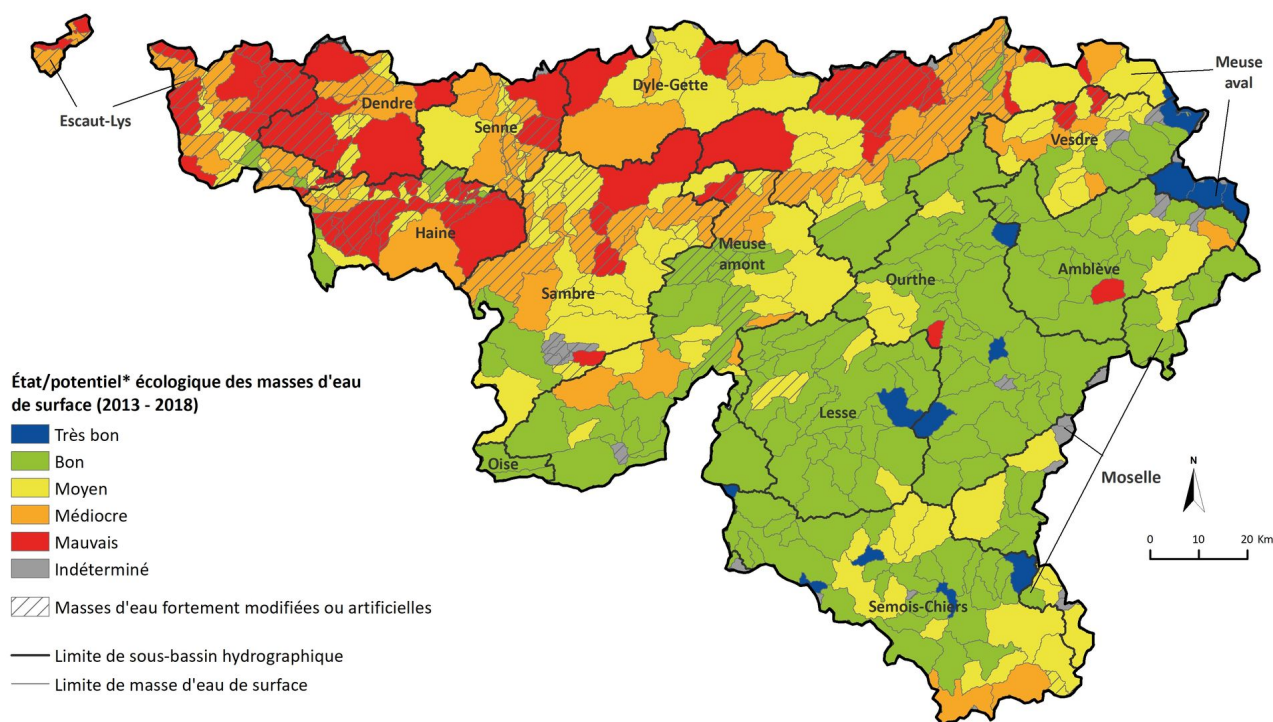 Escaut-Lys
Dendre
Senne
Dyle-Gette
Meuse
aval
Vesdre
Haine
Meuse
amont
Sambre
Ourthe
Amblève
Lesse
Oise
Moselle
Semois-Chiers
N
0 10 20 Km
État/potentiel* écologique des masses d'eau
de surface (2013 - 2018)
Très bon
Bon
Moyen
Médiocre
Mauvais
Indéterminé
Masses d'eau fortement modifiées ou artificielles
Limite de sous-bassin hydrographique
Limite de masse d'eau de surface